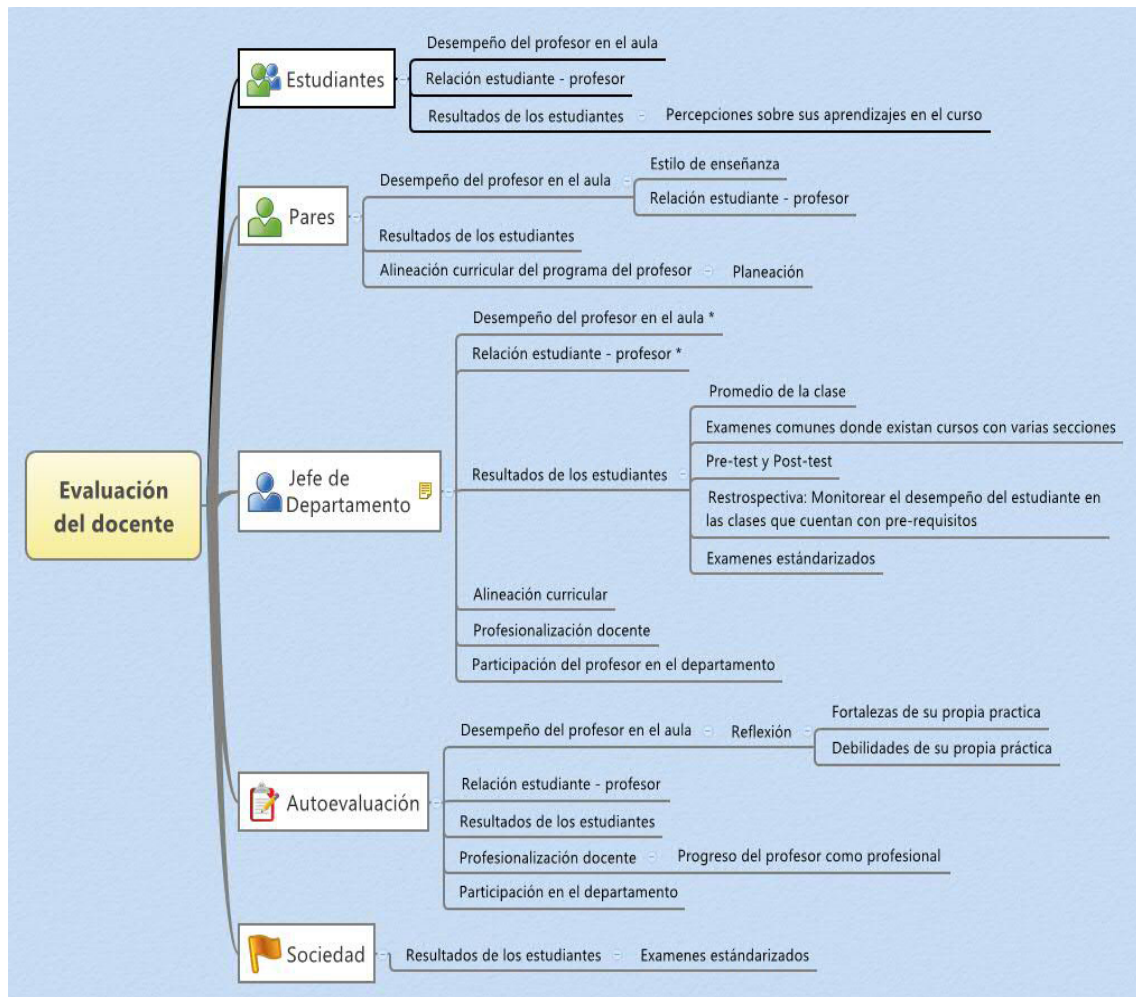 Evaluación
del docente
Estudiantes
Desempeño del profesor en el aula
Relación estudiante - profesor
Resultados de los estudiantes
Percepciones sobre sus aprendizajes en el curso
Pares
Desempeño del profesor en el aula
Estilo de enseñanza
Relación estudiante - profesor
Resultados de los estudiantes
Alineación curricular del programa del profesor
Planeación
Jefe de
Departamento
Desempeño del profesor en el aula *
Relación estudiante - profesor *
Resultados de los estudiantes
Promedio de la clase
Examenes comunes donde existan cursos con varias secciones
Pre-test y Post-test
Restrospectiva: Monitorear el desempeño del estudiante en
las clases que cuentan con pre-requisitos
Examenes estándarizados
Alineación curricular
Profesionalización docente
Participación del profesor en el departamento
Autoevaluación
Desempeño del profesor en el aula
Reflexión
Fortalezas de su propia practica
Debilidades de su propia práctica
Relación estudiante - profesor
Resultados de los estudiantes
Profesionalización docente
Progreso del profesor como profesional
Participación en el departamento
Sociedad
Resultados de los estudiantes
Examenes estándarizados